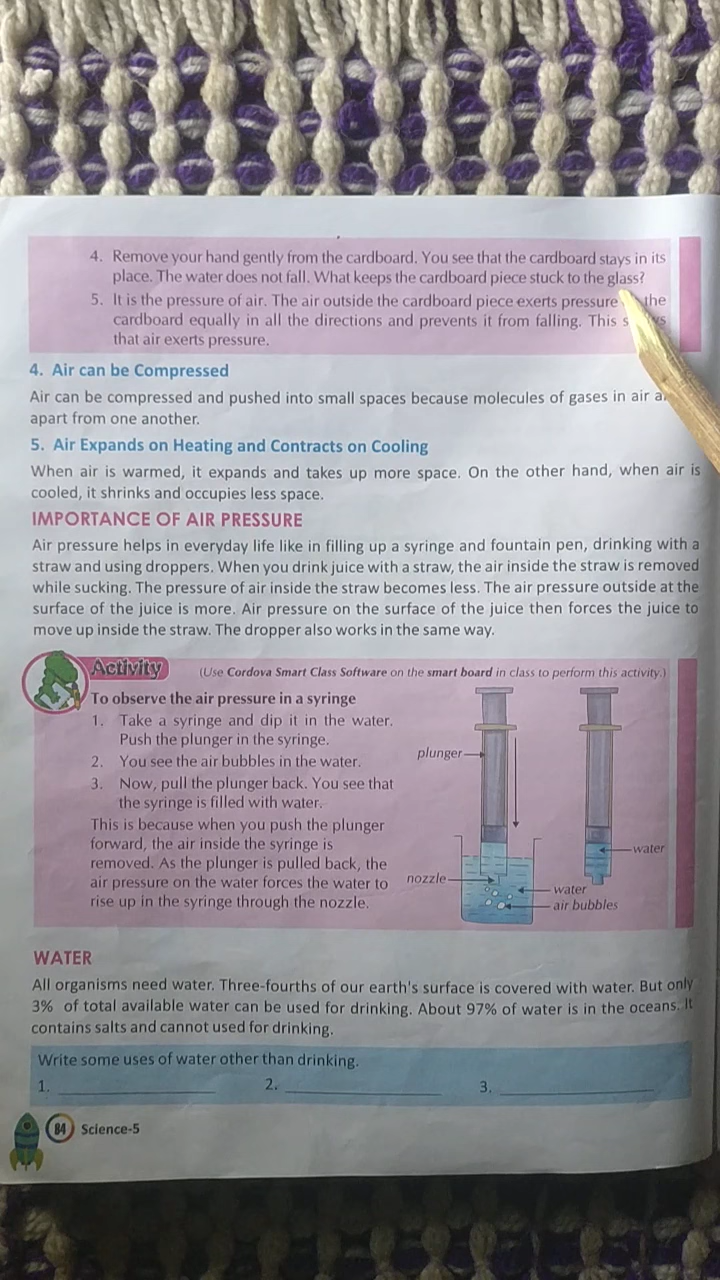 4. Remove your hand gently from the cardboard. You see that the cardboard stays in its
place. The water does not fall. What keeps the cardboard piece stuck to the glass?
5. It is the pressure of air. The air outside the cardboard piece exerts pressure the
cardboard equally in all the directions and prevents it from falling. This
that air exerts pressure.
4. Air can be Compressed
Air can be compressed and pushed into small spaces because molecules of gases in air
apart from one another.
5. Air Expands on Heating and Contracts on Cooling
When air is warmed, it expands and takes up more space. On the other hand, when air is
cooled, it shrinks and occupies less space.
IMPORTANCE OF AIR PRESSURE
Air pressure helps in everyday life like in filling up a syringe and fountain pen, drinking with a
straw and using droppers. When you drink juice with a straw, the air inside the straw is removed
while sucking. The pressure of air inside the straw becomes less. The air pressure outside at the
surface of the juice is more. Air pressure on the surface of the juice then forces the juice to
move up inside the straw. The dropper also works in the same way.
Activity (Use Cordova Smart Class Software on the smart board in class to perform this activity.)
To observe the air pressure in a syringe
1. Take a syringe and dip it in the water.
Push the plunger in the syringe.
2. You see the air bubbles in the water.
3. Now, pull the plunger back. You see that
the syringe is filled with water.
This is because when you push the plunger
forward, the air inside the syringe is
removed. As the plunger is pulled back, the
air pressure on the water forces the water to
rise up in the syringe through the nozzle.
plunger
water
nozzle
water
air bubbles
WATER
All organisms need water. Three-fourths of our earth's surface is covered with water. But only
3% of total available water can be used for drinking. About 97% of water is in the oceans. It
contains salts and cannot used for drinking.
Write some uses of water other than drinking.
1. 2. 3.
84 Science-5